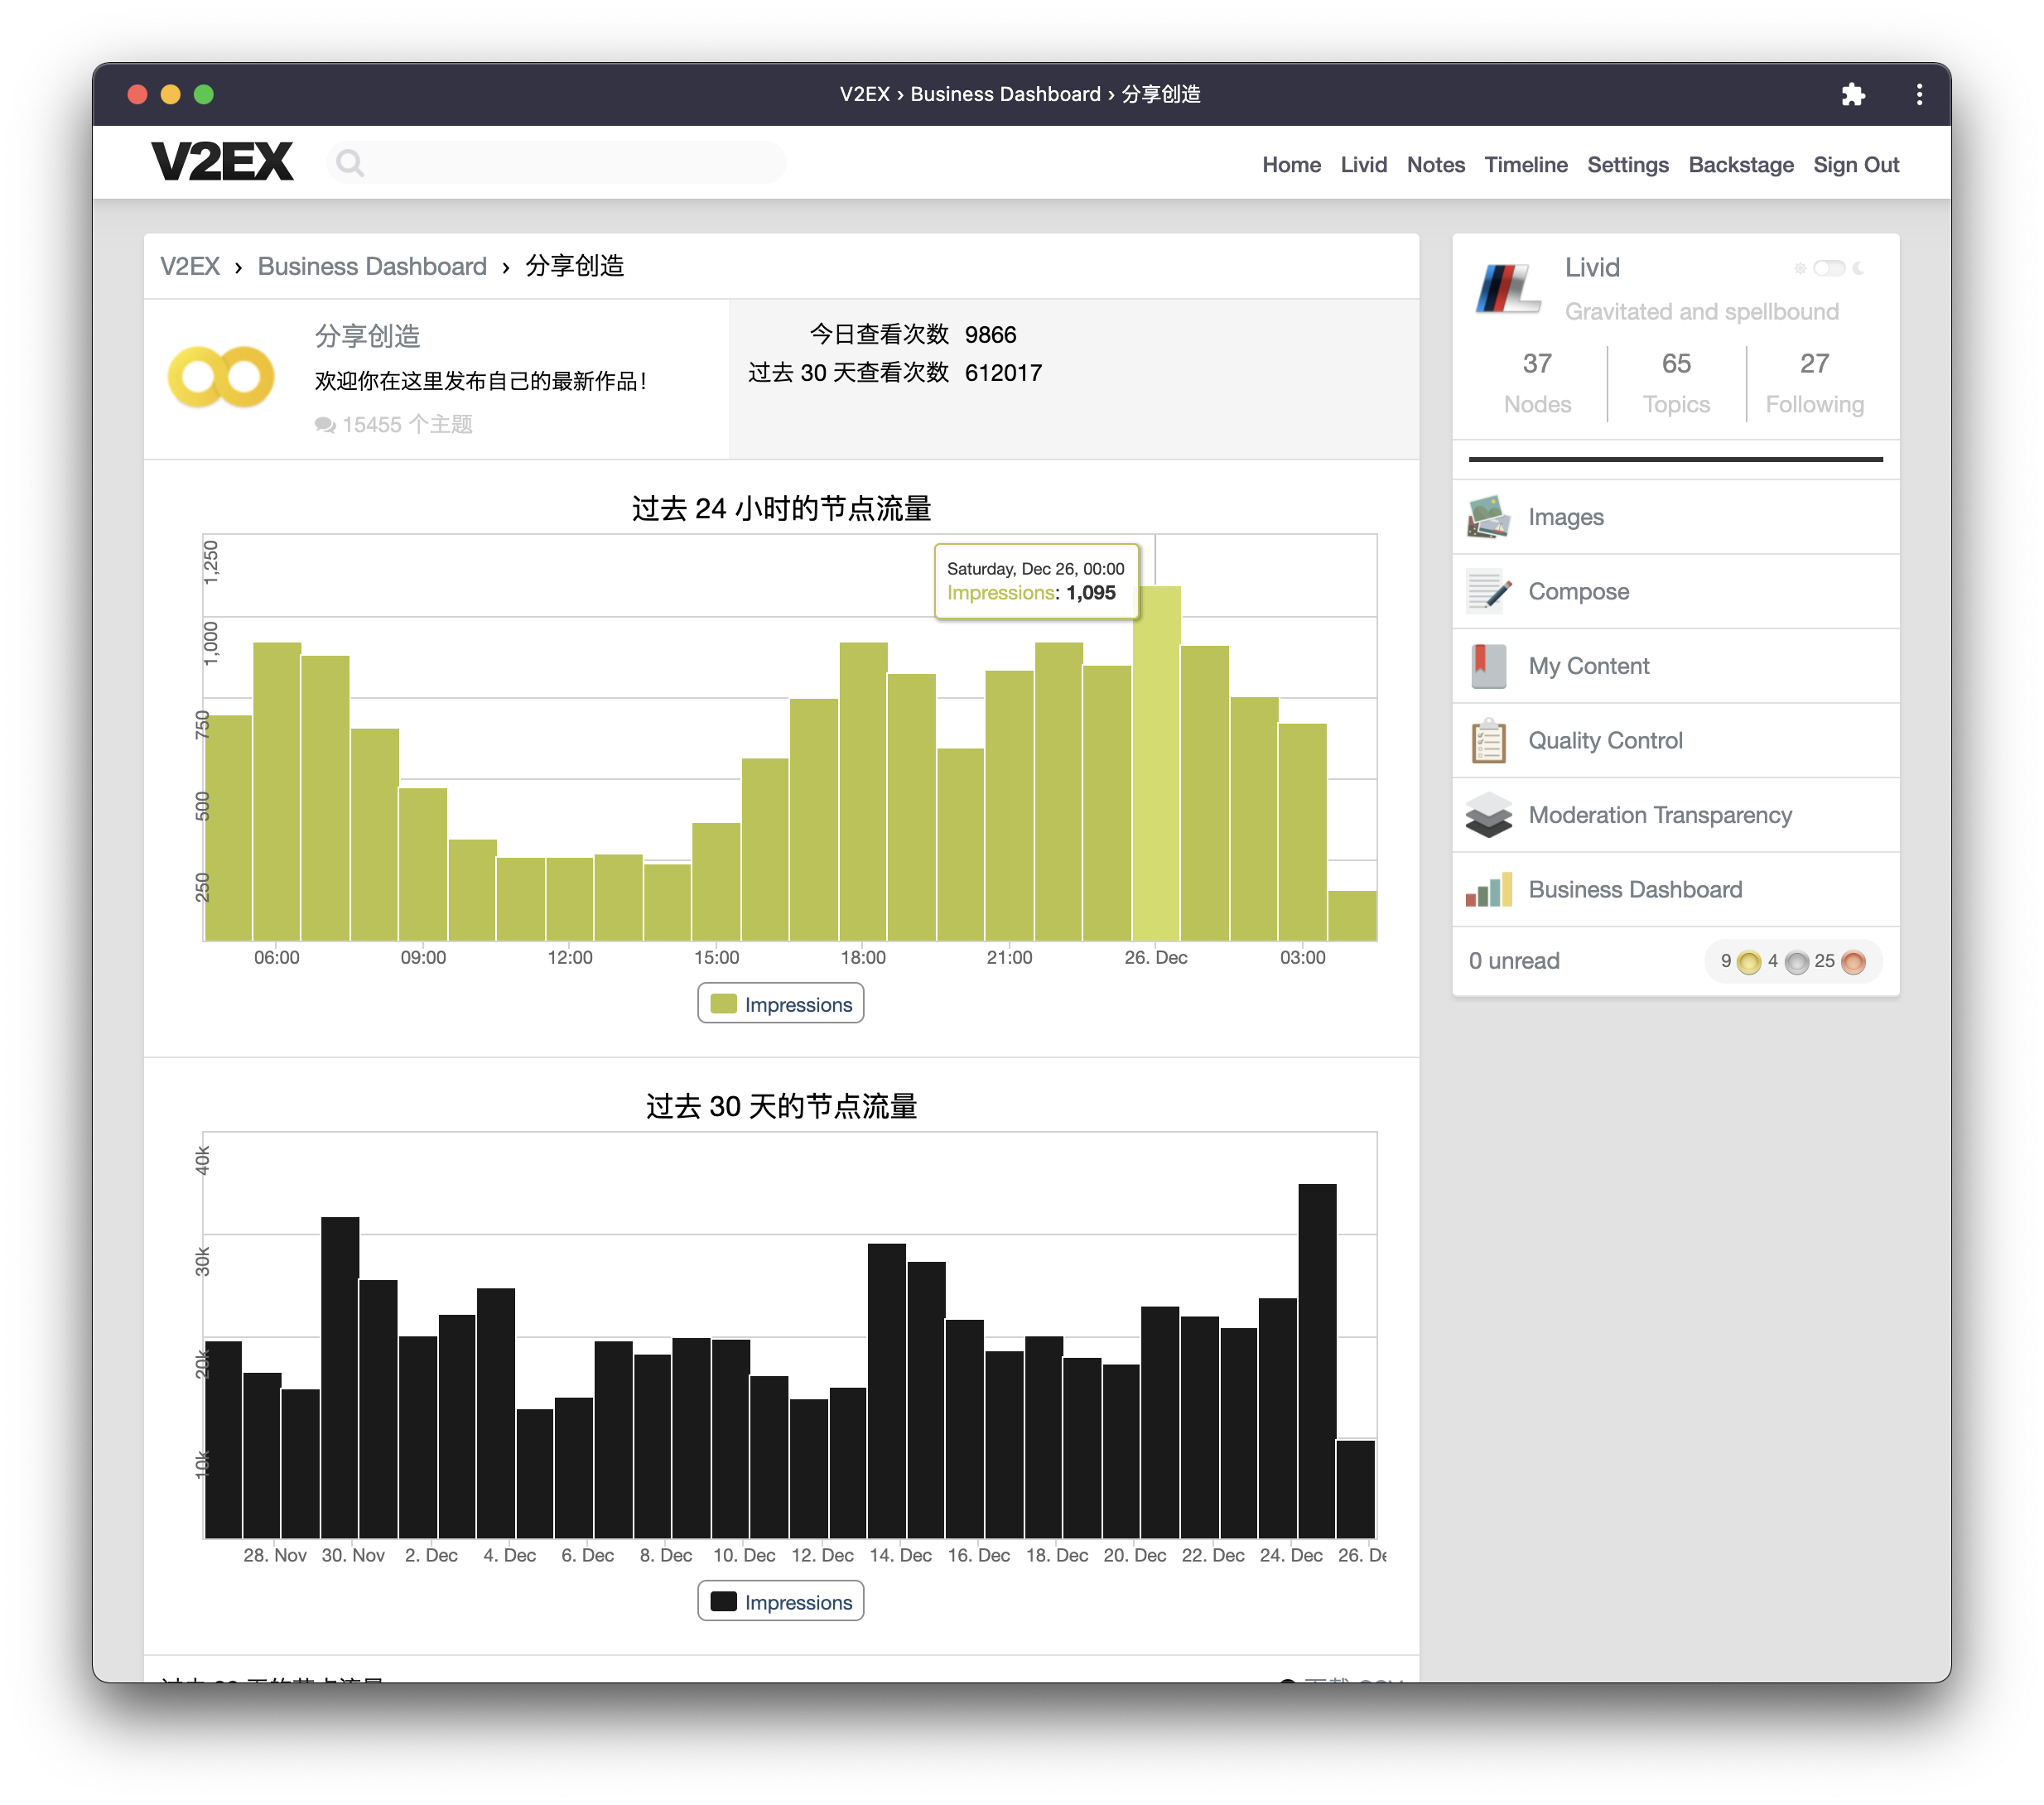 V2EX › Business Dashboard › 分享创造
V2EX
Home Livid Notes Timeline Settings Backstage Sign Out
V2EX › Business Dashboard › 分享创造
分享创造
欢迎你在这里发布自己的最新作品！
15455 个主题
今日查看次数 9866
过去 30 天查看次数 612017
过去 24 小时的节点流量
1,250
1,000
750
500
250
Saturday, Dec 26, 00:00
Impressions: 1,095
06:00 09:00 12:00 15:00 18:00 21:00 26. Dec 03:00
Impressions
过去 30 天的节点流量
40k
30k
20k
10k
28. Nov 30. Nov 2. Dec 4. Dec 6. Dec 8. Dec 10. Dec 12. Dec 14. Dec 16. Dec 18. Dec 20. Dec 22. Dec 24. Dec 26. De
Impressions
Livid
Gravitated and spellbound
37 65 27
Nodes Topics Following
Images
Compose
My Content
Quality Control
Moderation Transparency
Business Dashboard
0 unread 9 4 25